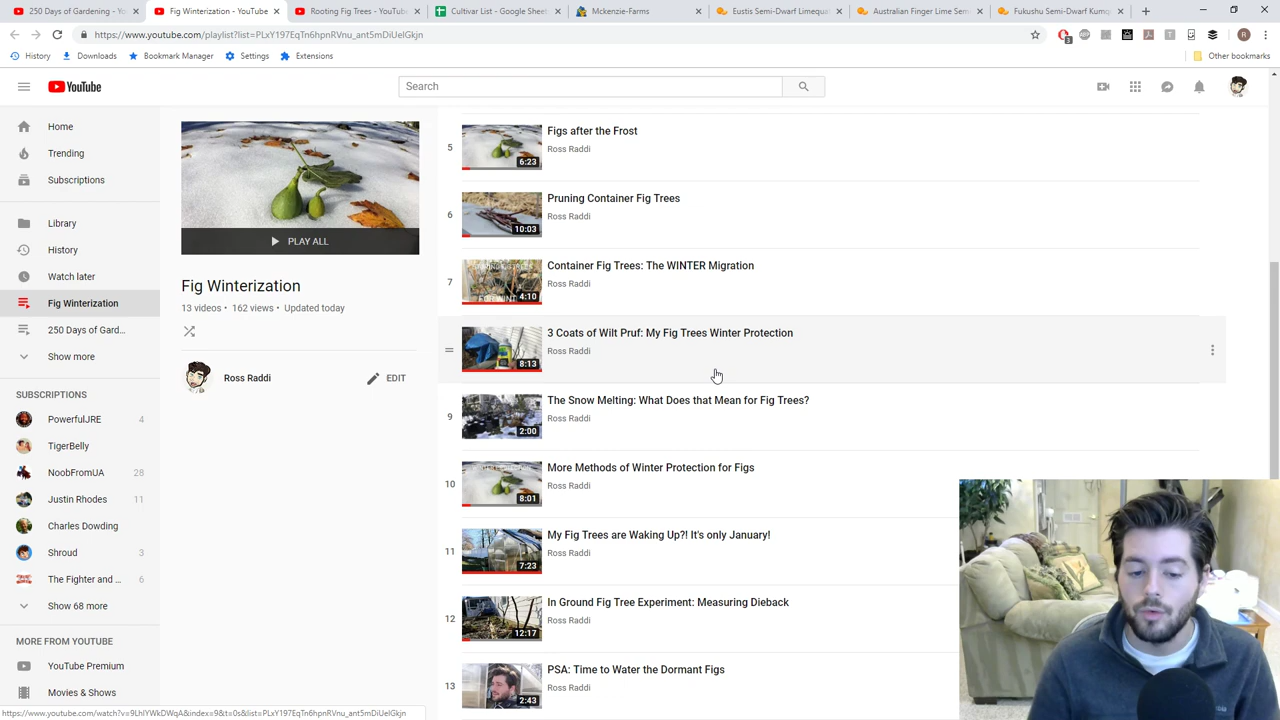 250 Days of Gardening - Yo
Fig Winterization - YouTube
Rooting Fig Trees - YouTube
Cultivar List - Google Sheet
Mckenzie-Farms
Eustis Semi-Dwarf Limequat
Australian Finger Lime Sem
Fukushu Semi-Dwarf Kumq
https://www.youtube.com/playlist?list=PLxY197EqTn6hpnRVnu_ant5mDiUelGkjn
3
ABP
R
History
Downloads
Bookmark Manager
Settings
Extensions
Other bookmarks
YouTube
Search
Home
Trending
Subscriptions
Library
History
Watch later
Fig Winterization
250 Days of Gard...
Show more
SUBSCRIPTIONS
PowerfulJRE 4
TigerBelly
NoobFromUA 28
Justin Rhodes 11
Charles Dowding
Shroud 3
The Fighter and ... 6
Show 68 more
MORE FROM YOUTUBE
YouTube Premium
Movies & Shows
PLAY ALL
Fig Winterization
13 videos • 162 views • Updated today
Ross Raddi
EDIT
5
6:23
Figs after the Frost
Ross Raddi
6
10:03
Pruning Container Fig Trees
Ross Raddi
7
4:10
Container Fig Trees: The WINTER Migration
Ross Raddi
8:13
3 Coats of Wilt Pruf: My Fig Trees Winter Protection
Ross Raddi
9
2:00
The Snow Melting: What Does that Mean for Fig Trees?
Ross Raddi
10
8:01
More Methods of Winter Protection for Figs
Ross Raddi
11
7:23
My Fig Trees are Waking Up?! It's only January!
Ross Raddi
12
12:17
In Ground Fig Tree Experiment: Measuring Dieback
Ross Raddi
13
2:43
PSA: Time to Water the Dormant Figs
Ross Raddi
https://www.youtube.com/watch?v=9LhIYWkDWqA&index=9&t=0s&list=PLxY197EqTn6hpnRVnu_ant5mDiUelGkjn